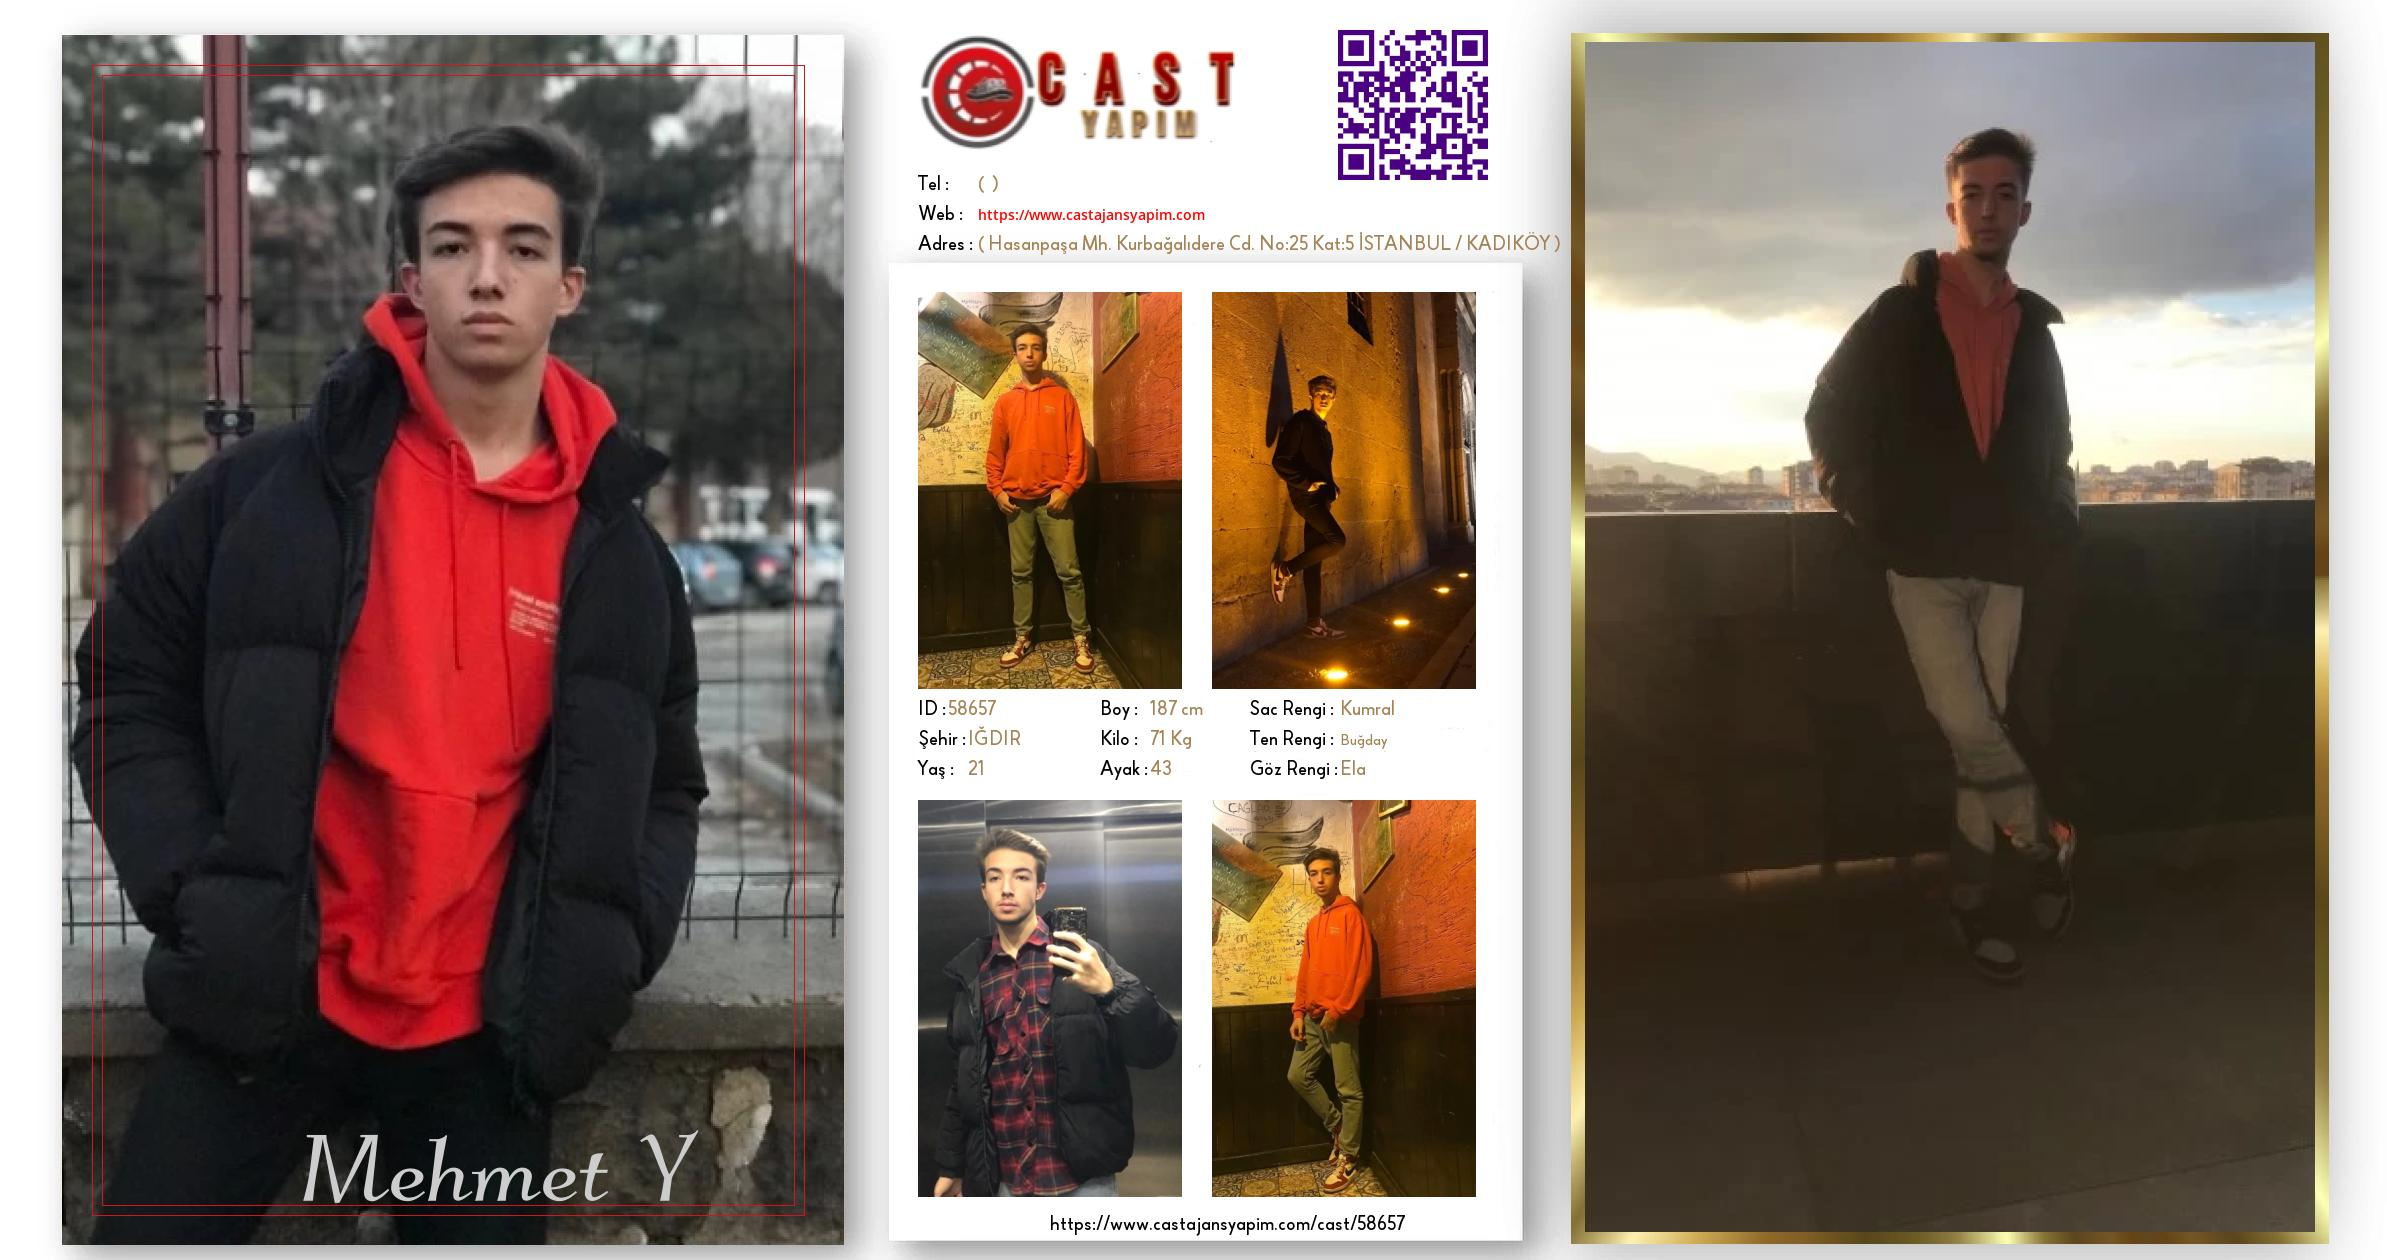 Mehmet Y
CAST
YAPIM
Tel : ( )
Web : https://www.castajansyapim.com
Adres : ( Hasanpaşa Mh. Kurbağalıdere Cd. No:25 Kat:5 İSTANBUL / KADIKÖY )
ID : 58657 Boy : 187 cm Sac Rengi : Kumral
Şehir : IĞDIR Kilo : 71 Kg Ten Rengi : Buğday
Yaş : 21 Ayak : 43 Göz Rengi : Ela
https://www.castajansyapim.com/cast/58657